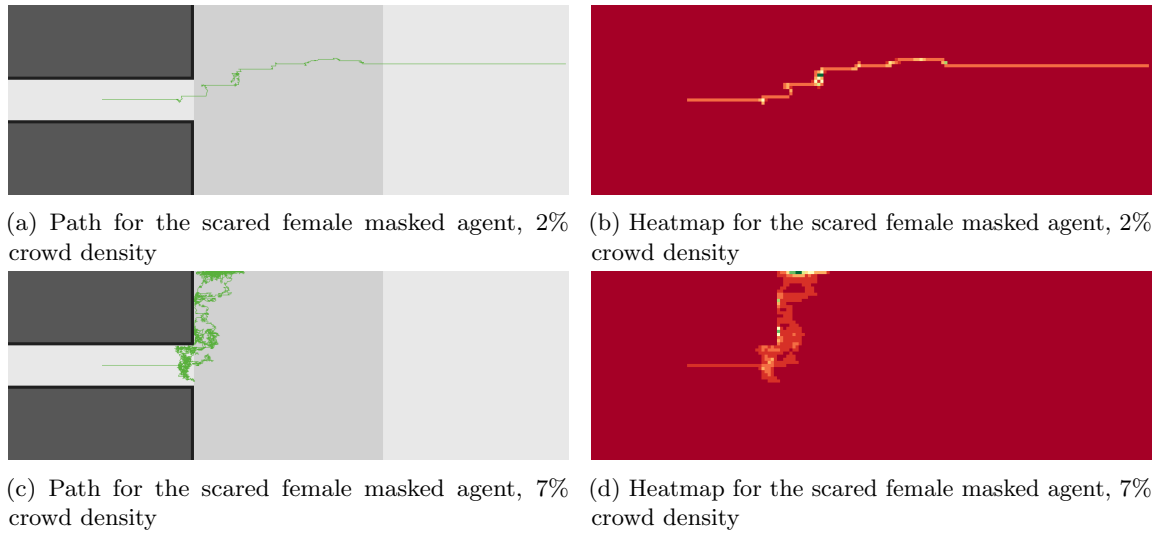 (a) Path for the scared female masked agent, 2%
crowd density
(b) Heatmap for the scared female masked agent, 2%
crowd density
(c) Path for the scared female masked agent, 7%
crowd density
(d) Heatmap for the scared female masked agent, 7%
crowd density